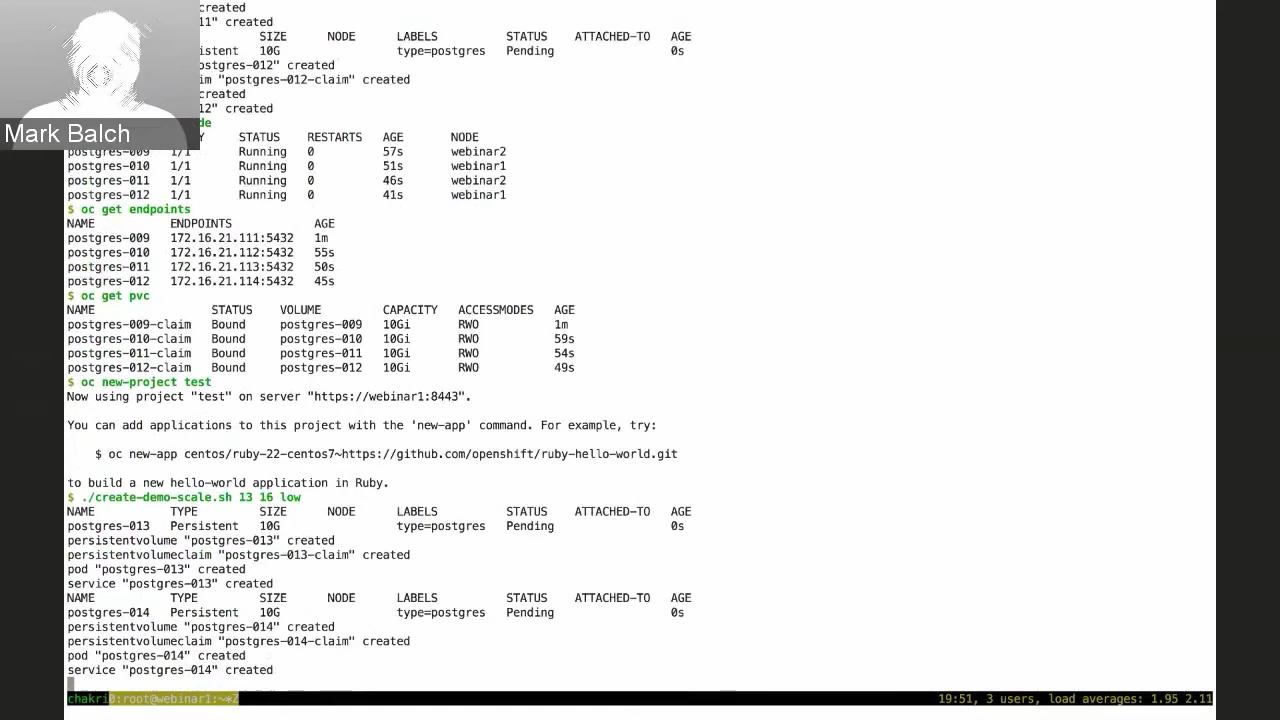 created
11" created
SIZE NODE LABELS STATUS ATTACHED-TO AGE
istent 10G type=postgres Pending 0s
ostgres-012" created
im "postgres-012-claim" created
created
12" created
de
Mark Balch
Y STATUS RESTARTS AGE NODE
postgres-009 1/1 Running 0 57s webinar2
postgres-010 1/1 Running 0 51s webinar1
postgres-011 1/1 Running 0 46s webinar2
postgres-012 1/1 Running 0 41s webinar1
$ oc get endpoints
NAME ENDPOINTS AGE
postgres-009 172.16.21.111:5432 1m
postgres-010 172.16.21.112:5432 55s
postgres-011 172.16.21.113:5432 50s
postgres-012 172.16.21.114:5432 45s
$ oc get pvc
NAME STATUS VOLUME CAPACITY ACCESSMODES AGE
postgres-009-claim Bound postgres-009 10Gi RWO 1m
postgres-010-claim Bound postgres-010 10Gi RWO 59s
postgres-011-claim Bound postgres-011 10Gi RWO 54s
postgres-012-claim Bound postgres-012 10Gi RWO 49s
$ oc new-project test
Now using project "test" on server "https://webinar1:8443".
You can add applications to this project with the 'new-app' command. For example, try:
$ oc new-app centos/ruby-22-centos7~https://github.com/openshift/ruby-hello-world.git
to build a new hello-world application in Ruby.
$ ./create-demo-scale.sh 13 16 low
NAME TYPE SIZE NODE LABELS STATUS ATTACHED-TO AGE
postgres-013 Persistent 10G type=postgres Pending 0s
persistentvolume "postgres-013" created
persistentvolumeclaim "postgres-013-claim" created
pod "postgres-013" created
service "postgres-013" created
NAME TYPE SIZE NODE LABELS STATUS ATTACHED-TO AGE
postgres-014 Persistent 10G type=postgres Pending 0s
persistentvolume "postgres-014" created
persistentvolumeclaim "postgres-014-claim" created
pod "postgres-014" created
service "postgres-014" created
chakri0:root@webinar1:~*Z 19:51, 3 users, load averages: 1.95 2.11